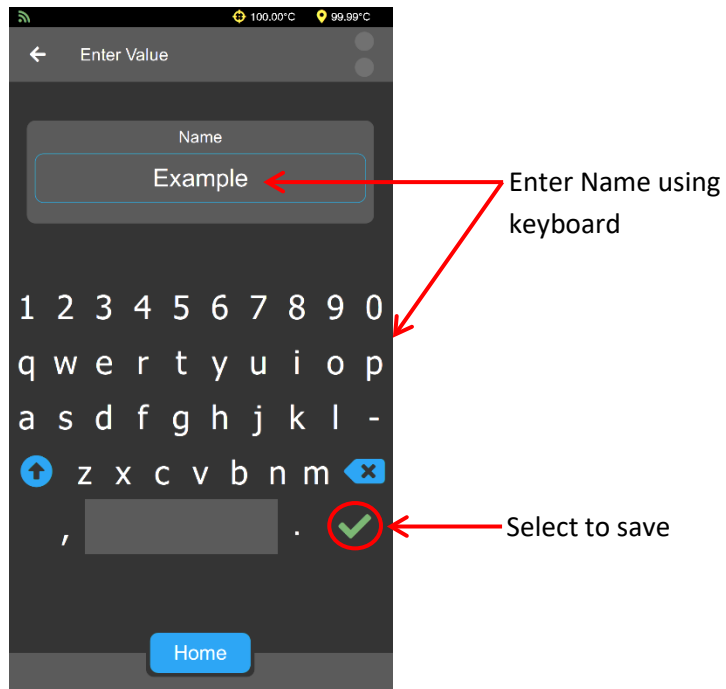 100.00°C 99.99°C
Enter Value
Name
Example
Enter Name using
keyboard
1 2 3 4 5 6 7 8 9 0
q w e r t y u i o p
a s d f g h j k l -
z x c v b n m
, .
Select to save
Home